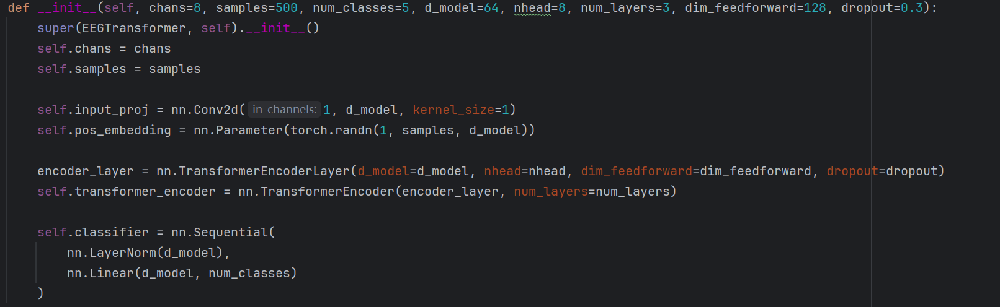 def __init__(self, chans=8, samples=500, num_classes=5, d_model=64, nhead=8, num_layers=3, dim_feedforward=128, dropout=0.3):
    super(EEGTransformer, self).__init__()
    self.chans = chans
    self.samples = samples

    self.input_proj = nn.Conv2d(in_channels: 1, d_model, kernel_size=1)
    self.pos_embedding = nn.Parameter(torch.randn(1, samples, d_model))

    encoder_layer = nn.TransformerEncoderLayer(d_model=d_model, nhead=nhead, dim_feedforward=dim_feedforward, dropout=dropout)
    self.transformer_encoder = nn.TransformerEncoder(encoder_layer, num_layers=num_layers)

    self.classifier = nn.Sequential(
        nn.LayerNorm(d_model),
        nn.Linear(d_model, num_classes)
    )